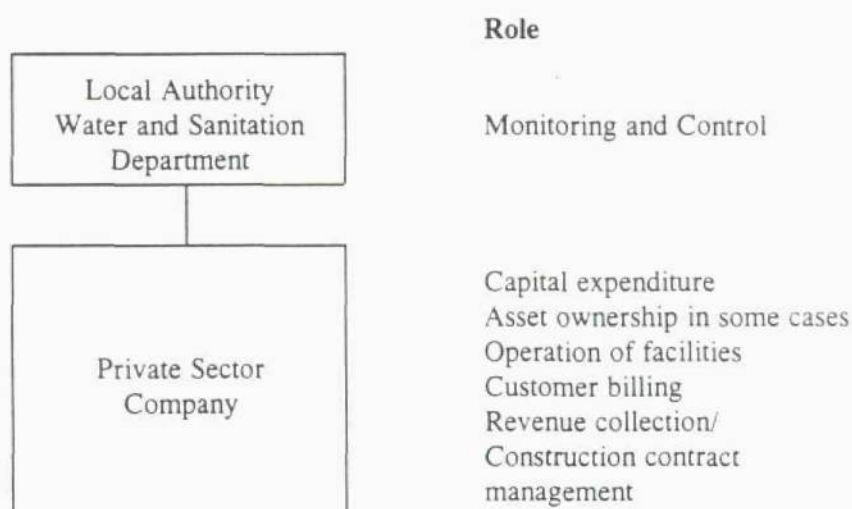 Role
Local Authority
Water and Sanitation
Department
Monitoring and Control
Private Sector
Company
Capital expenditure
Asset ownership in some cases
Operation of facilities
Customer billing
Revenue collection/
Construction contract
management